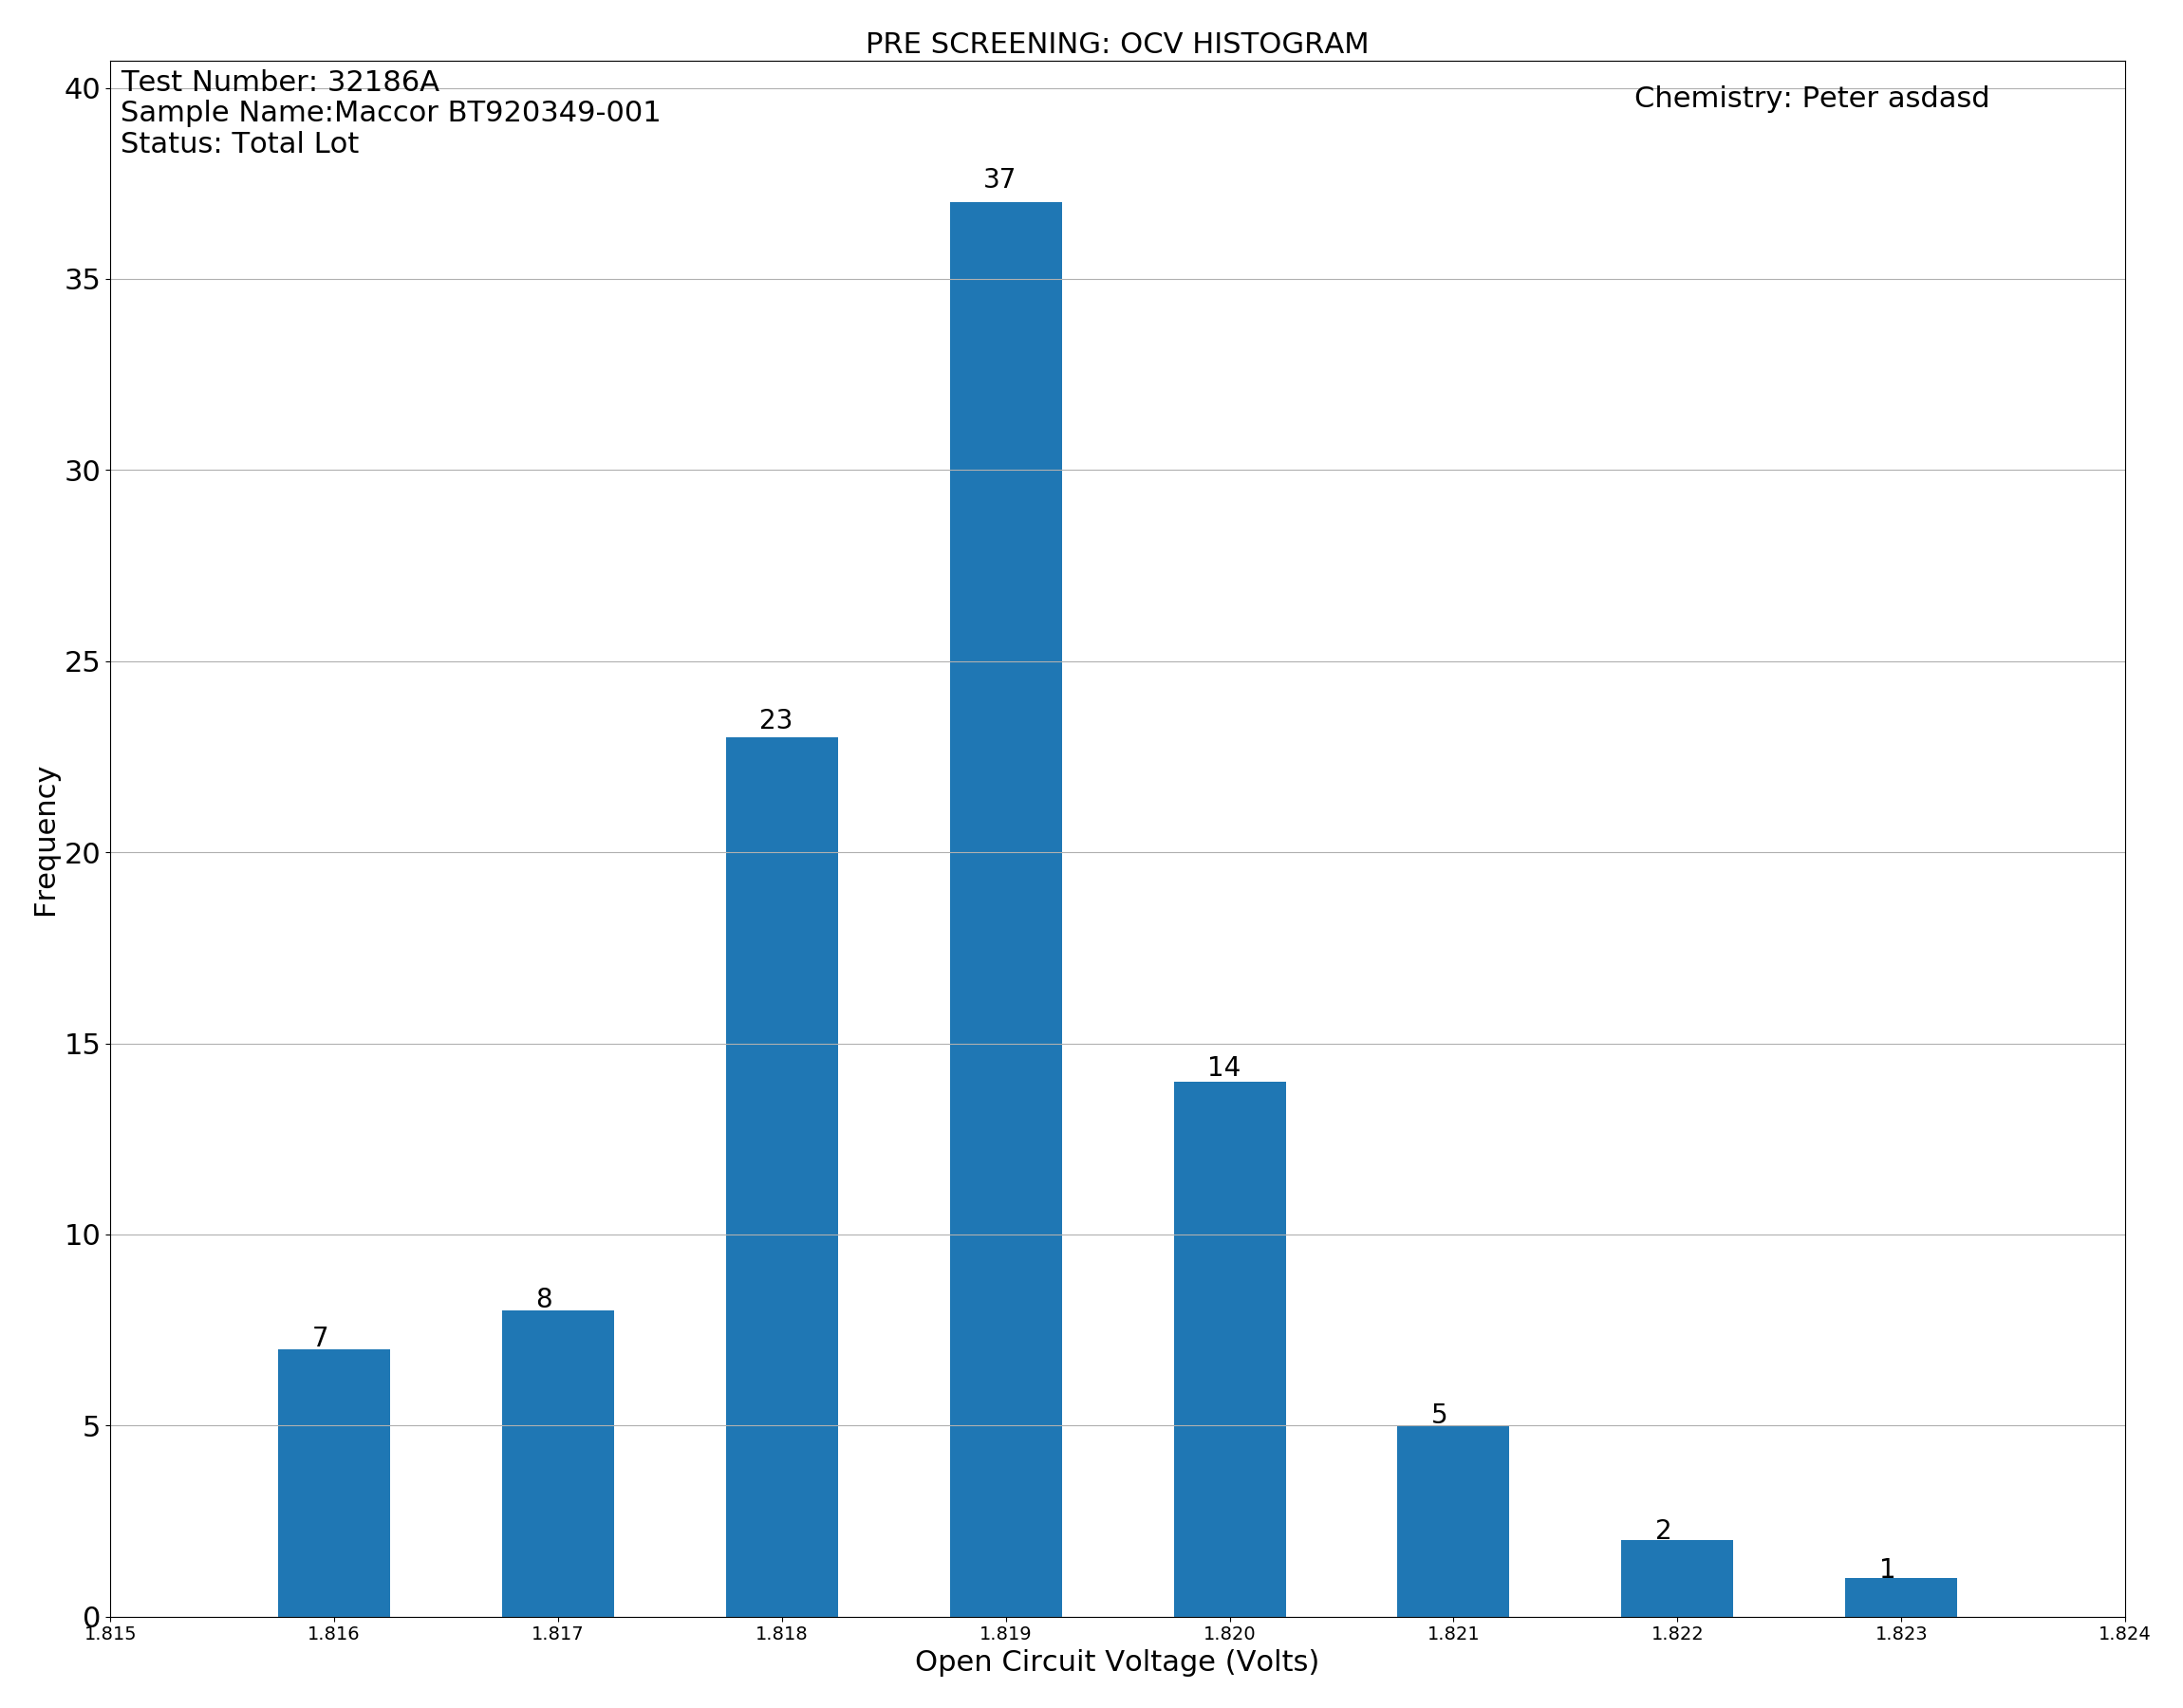 PRE SCREENING: OCV HISTOGRAM
Test Number: 32186A
Sample Name:Maccor BT920349-001
Status: Total Lot
Chemistry: Peter asdasd
40
35
30
25
20
15
10
5
0
Frequency
37
23
14
8
7
5
2
1
1.815 1.816 1.817 1.818 1.819 1.820 1.821 1.822 1.823 1.824
Open Circuit Voltage (Volts)